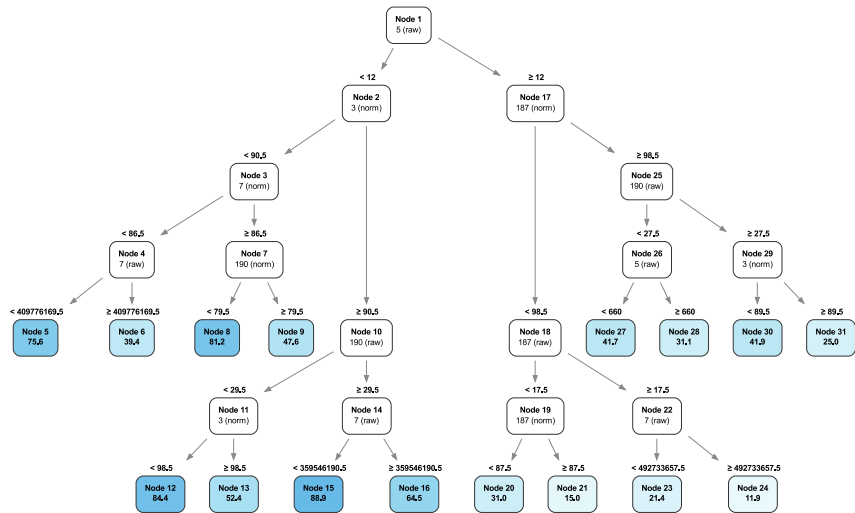 Node 1
5 (raw)
< 12
≥ 12
Node 2
3 (norm)
Node 17
187 (norm)
< 90.5
≥ 98.5
Node 3
7 (norm)
Node 25
190 (raw)
< 86.5
≥ 86.5
< 27.5
≥ 27.5
Node 4
7 (raw)
Node 7
190 (norm)
Node 26
5 (raw)
Node 29
3 (norm)
< 409776169.5
≥ 409776169.5
< 79.5
≥ 79.5
≥ 90.5
< 98.5
< 660
≥ 660
< 89.5
≥ 89.5
Node 5
75.6
Node 6
39.4
Node 8
81.2
Node 9
47.6
Node 10
190 (raw)
Node 18
187 (raw)
Node 27
41.7
Node 28
31.1
Node 30
41.9
Node 31
25.0
< 29.5
≥ 29.5
< 17.5
≥ 17.5
Node 11
3 (norm)
Node 14
7 (raw)
Node 19
187 (norm)
Node 22
7 (raw)
< 98.5
≥ 98.5
< 359546190.5
≥ 359546190.5
< 87.5
≥ 87.5
< 492733657.5
≥ 492733657.5
Node 12
84.4
Node 13
52.4
Node 15
88.9
Node 16
64.5
Node 20
31.0
Node 21
15.0
Node 23
21.4
Node 24
11.9